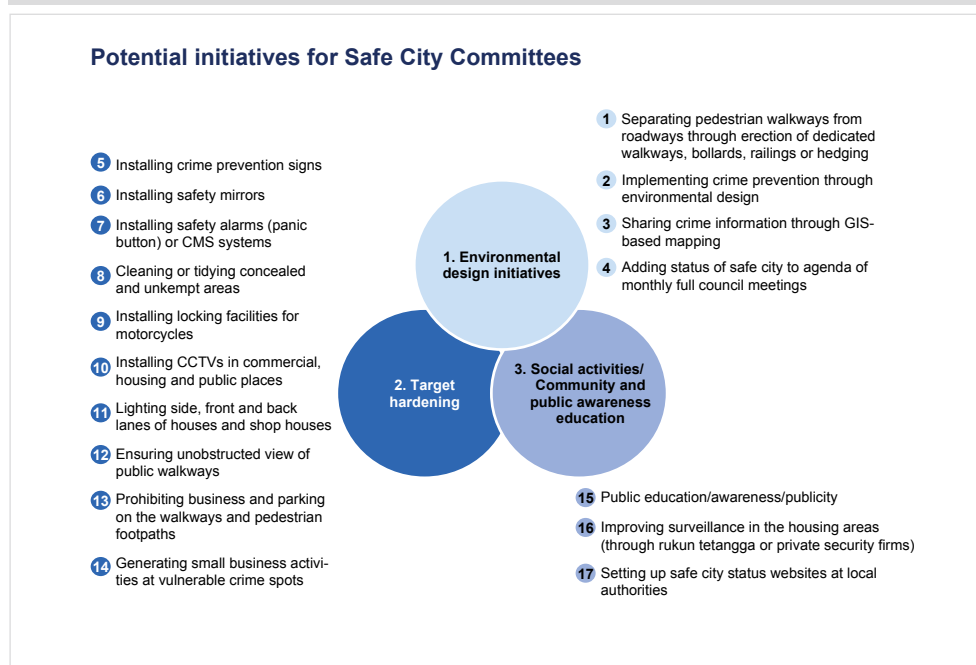 Potential initiatives for Safe City Committees
1 Separating pedestrian walkways from
roadways through erection of dedicated
walkways, bollards, railings or hedging
2 Implementing crime prevention through
environmental design
3 Sharing crime information through GIS-
based mapping
4 Adding status of safe city to agenda of
monthly full council meetings
5 Installing crime prevention signs
6 Installing safety mirrors
7 Installing safety alarms (panic
button) or CMS systems
8 Cleaning or tidying concealed
and unkempt areas
9 Installing locking facilities for
motorcycles
10 Installing CCTVs in commercial,
housing and public places
11 Lighting side, front and back
lanes of houses and shop houses
12 Ensuring unobstructed view of
public walkways
13 Prohibiting business and parking
on the walkways and pedestrian
footpaths
14 Generating small business activi-
ties at vulnerable crime spots
1. Environmental
design initiatives
2. Target
hardening
3. Social activities/
Community and
public awareness
education
15 Public education/awareness/publicity
16 Improving surveillance in the housing areas
(through rukun tetangga or private security firms)
17 Setting up safe city status websites at local
authorities